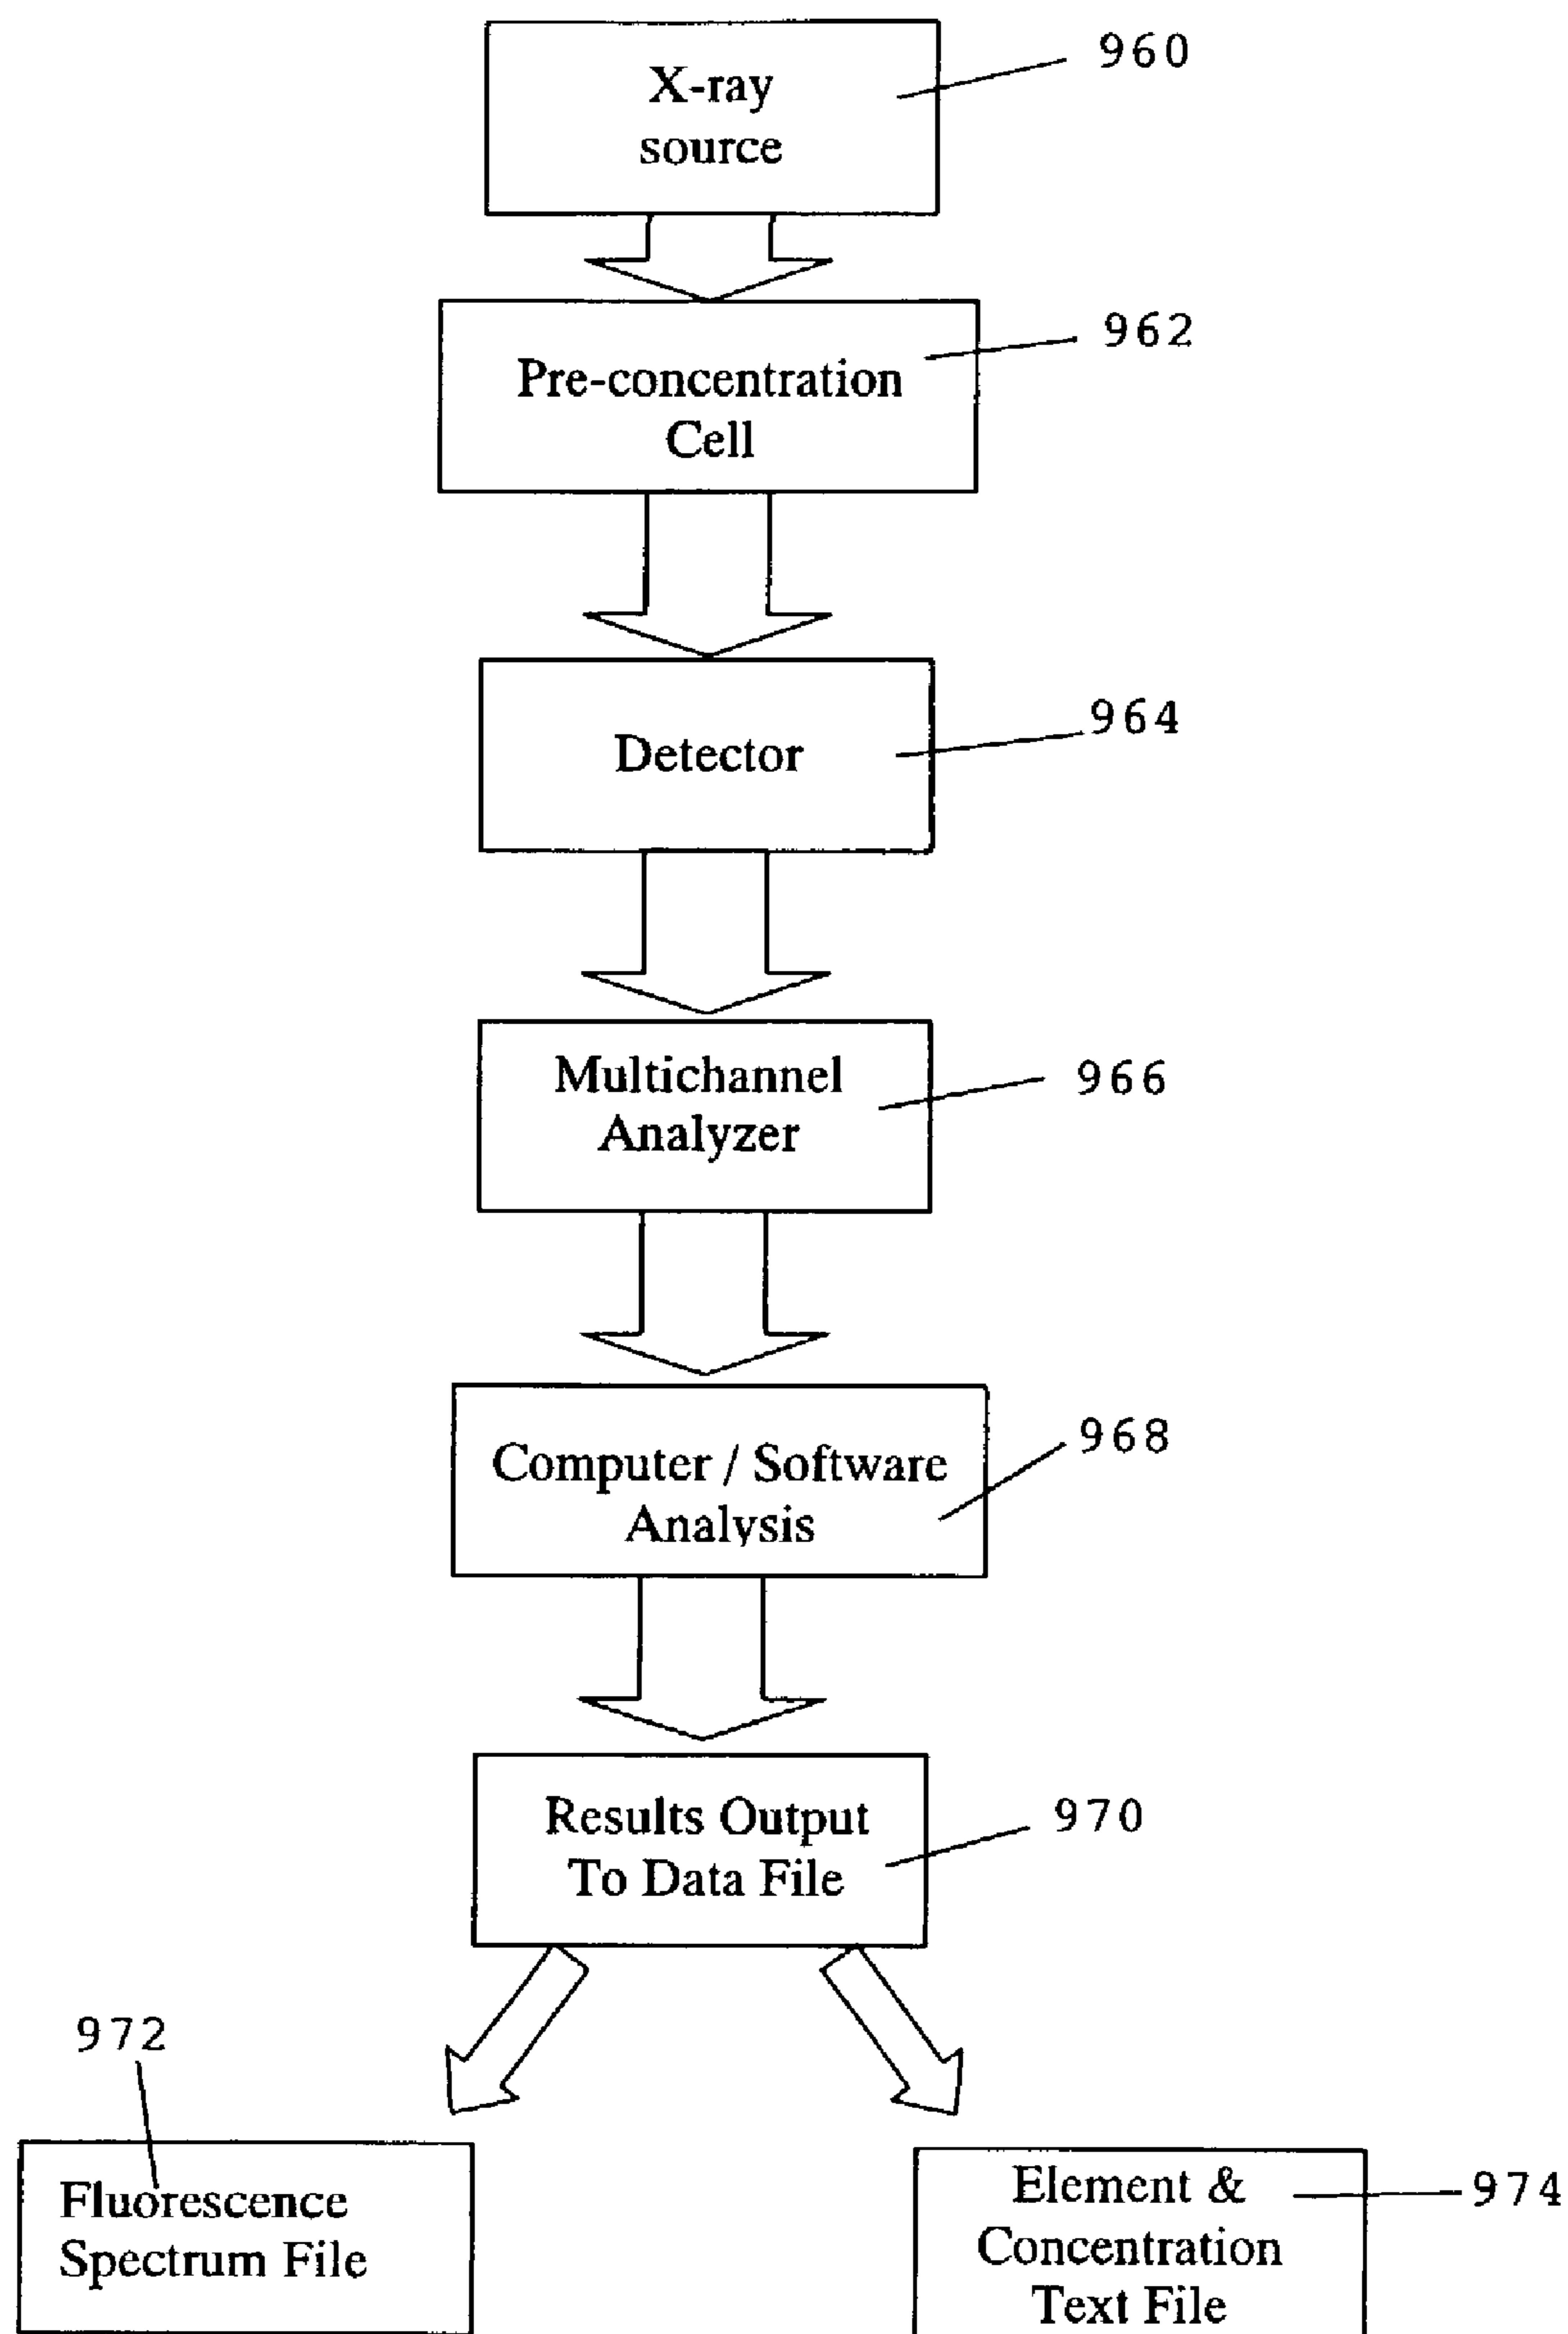 X-ray
source
960
Pre-concentration
Cell
962
Detector
964
Multichannel
Analyzer
966
Computer / Software
Analysis
968
Results Output
To Data File
970
972
Fluorescence
Spectrum File
Element &
Concentration
Text File
974